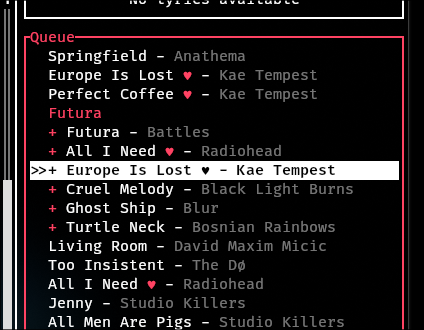 No lyrics available
Queue
Springfield - Anathema
Europe Is Lost ♥ - Kae Tempest
Perfect Coffee ♥ - Kae Tempest
Futura
+ Futura - Battles
+ All I Need ♥ - Radiohead
>>+ Europe Is Lost ♥ - Kae Tempest
+ Cruel Melody - Black Light Burns
+ Ghost Ship - Blur
+ Turtle Neck - Bosnian Rainbows
Living Room - David Maxim Micic
Too Insistent - The Dø
All I Need ♥ - Radiohead
Jenny - Studio Killers
All Men Are Pigs - Studio Killers